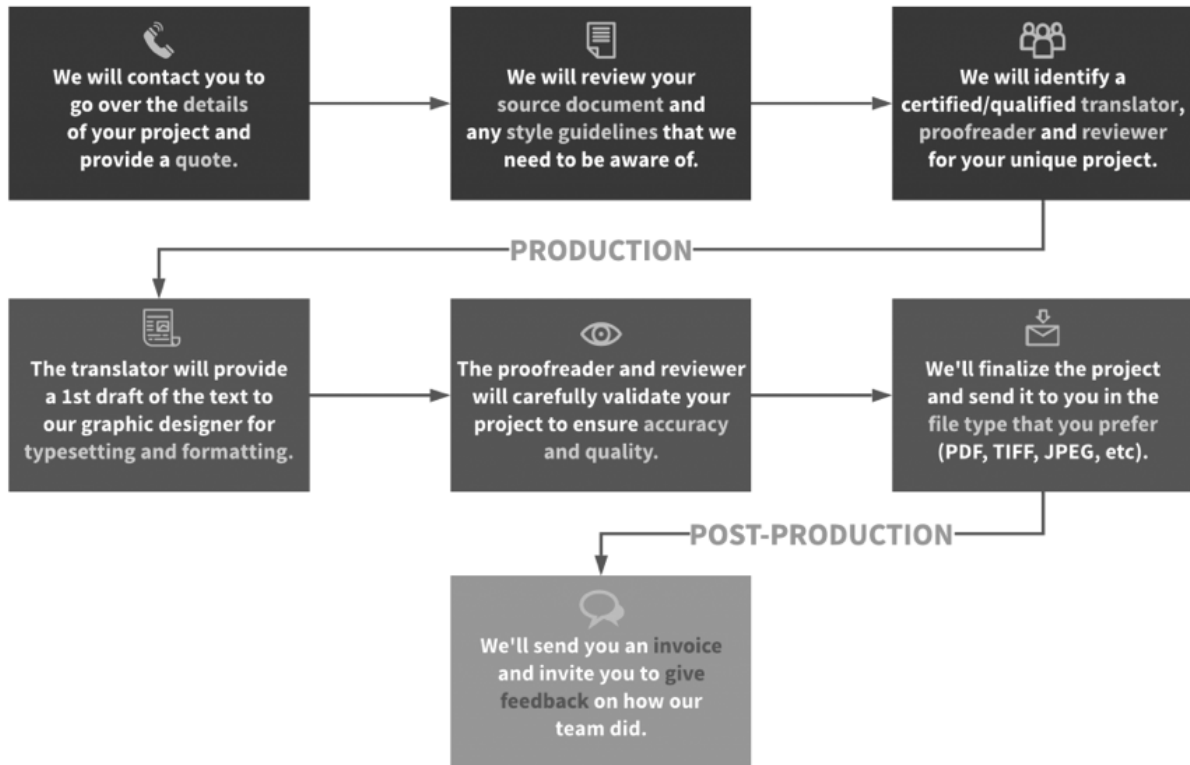 We will contact you to
go over the details
of your project and
provide a quote.
We will review your
source document and
any style guidelines that we
need to be aware of.
We will identify a
certified/qualified translator,
proofreader and reviewer
for your unique project.
PRODUCTION
The translator will provide
a 1st draft of the text to
our graphic designer for
typesetting and formatting.
The proofreader and reviewer
will carefully validate your
project to ensure accuracy
and quality.
We'll finalize the project
and send it to you in the
file type that you prefer
(PDF, TIFF, JPEG, etc).
POST-PRODUCTION
We'll send you an invoice
and invite you to give
feedback on how our
team did.